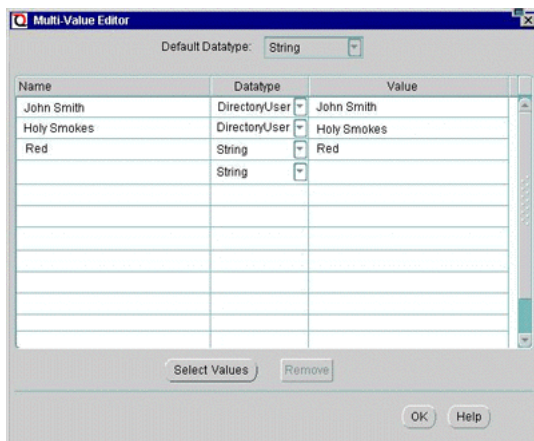 Multi-Value Editor
Default Datatype: String
Name Datatype Value
John Smith DirectoryUser John Smith
Holy Smokes DirectoryUser Holy Smokes
Red String Red
String
Select Values Remove
OK Help